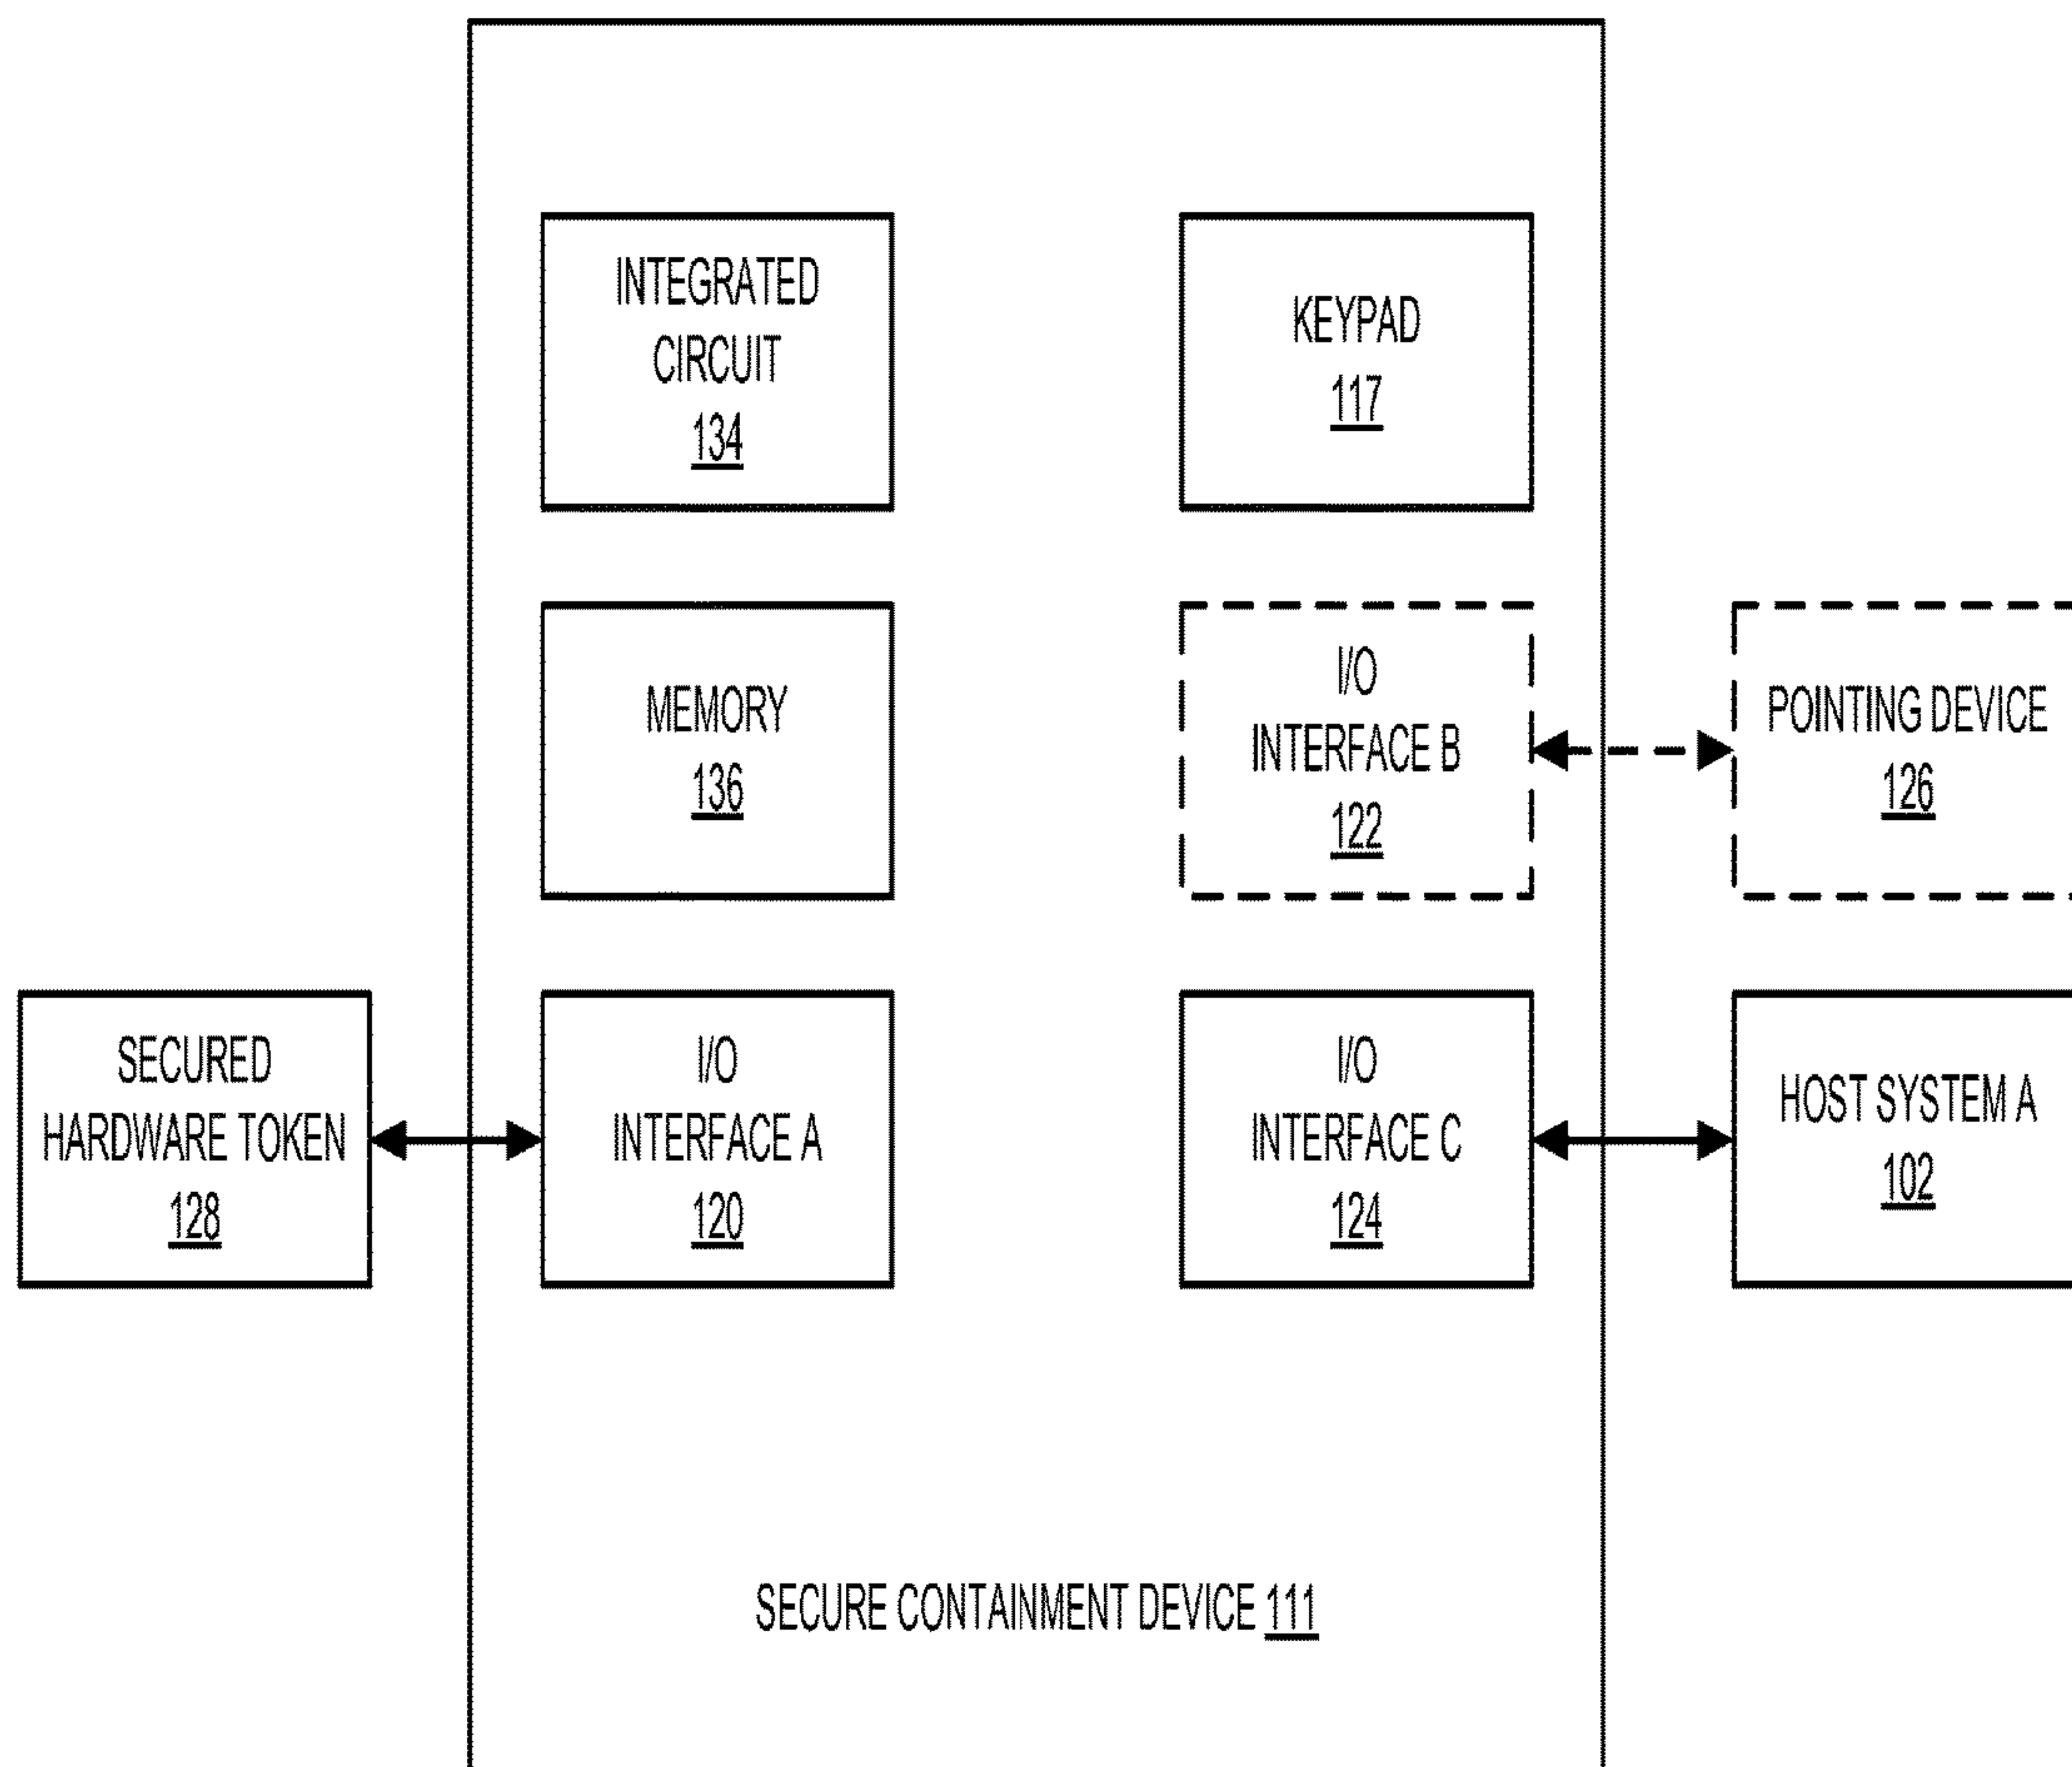 INTEGRATED
CIRCUIT
134
KEYPAD
117
MEMORY
136
I/O
INTERFACE B
122
POINTING DEVICE
126
SECURED
HARDWARE TOKEN
128
I/O
INTERFACE A
120
I/O
INTERFACE C
124
HOST SYSTEM A
102
SECURE CONTAINMENT DEVICE 111